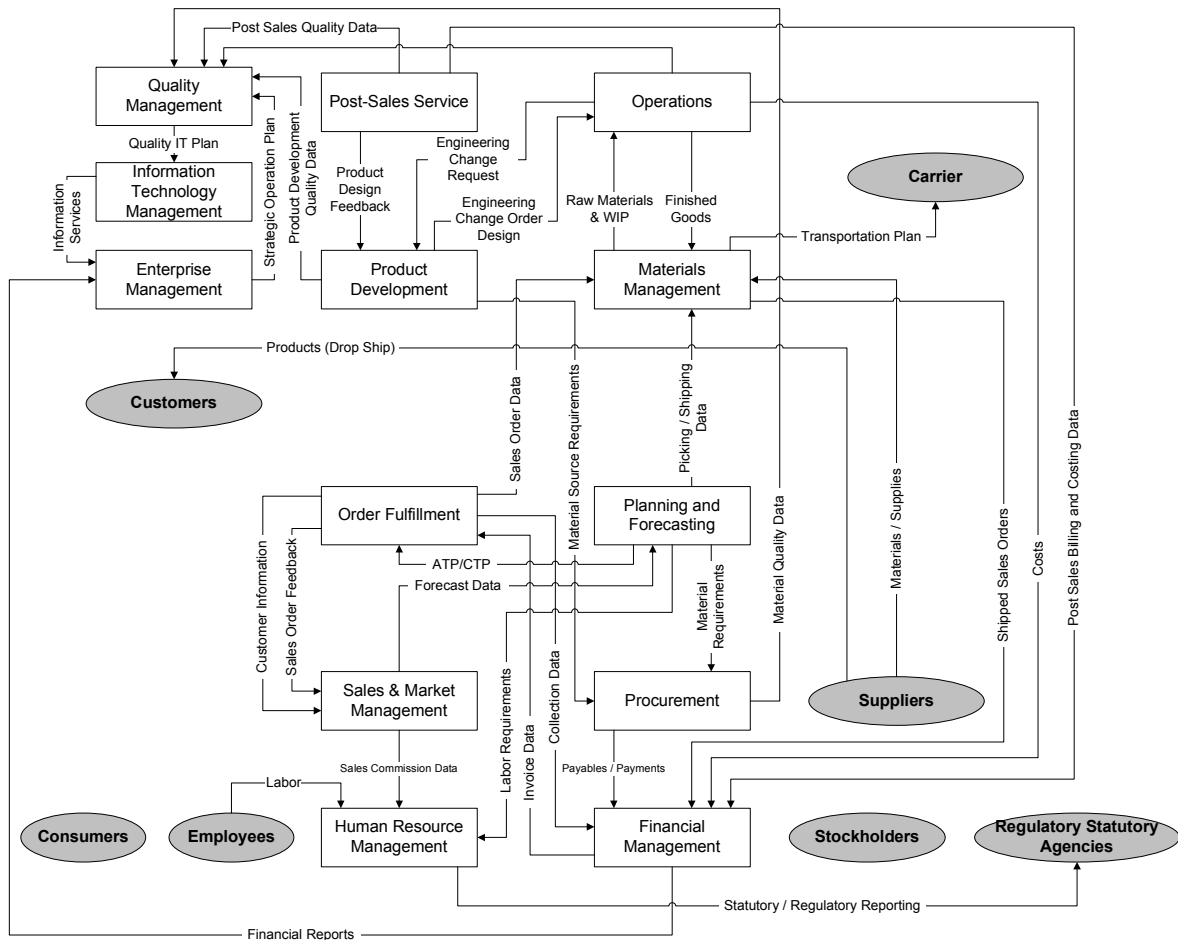 Post Sales Quality Data
Quality
Management
Post-Sales Service
Operations
Quality IT Plan
Information
Technology
Management
Information
Services
Strategic Operation Plan
Product Development
Quality Data
Product
Design
Feedback
Engineering
Change
Request
Engineering
Change Order
Design
Raw Materials
& WIP
Finished
Goods
Carrier
Transportation Plan
Enterprise
Management
Product
Development
Materials
Management
Products (Drop Ship)
Customers
Sales Order Data
Material Source Requirements
Picking / Shipping
Data
Material Quality Data
Materials / Supplies
Shipped Sales Orders
Costs
Post Sales Billing and Costing Data
Order Fulfillment
Planning and
Forecasting
ATP/CTP
Forecast Data
Customer Information
Sales Order Feedback
Material
Requirements
Sales & Market
Management
Procurement
Suppliers
Labor Requirements
Invoice Data
Collection Data
Sales Commission Data
Payables / Payments
Labor
Consumers
Employees
Human Resource
Management
Financial
Management
Stockholders
Regulatory Statutory
Agencies
Statutory / Regulatory Reporting
Financial Reports